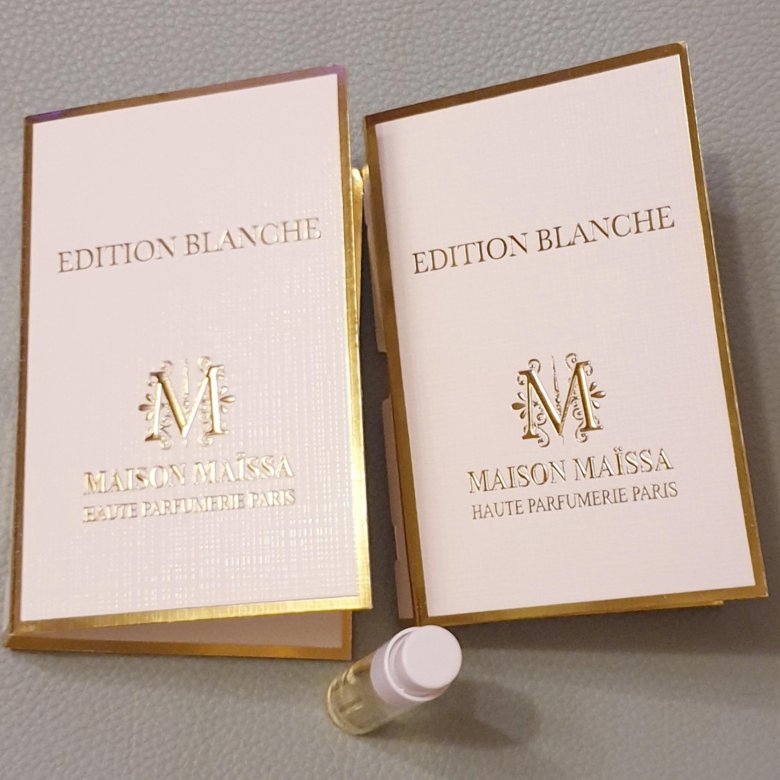 EDITION BLANCHE
M
MAISON MAÏSSA
HAUTE PARFUMERIE PARIS
EDITION BLANCHE
M
MAISON MAÏSSA
HAUTE PARFUMERIE PARIS